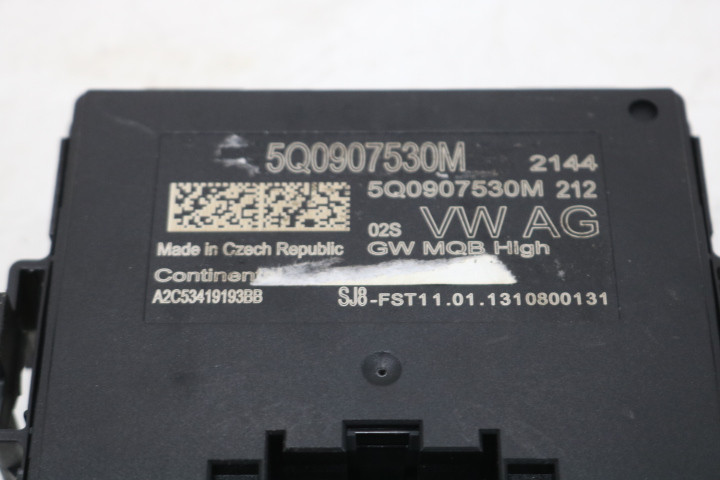 5Q0907530M 2144
5Q0907530M 212
02S VW AG
Made in Czech Republic GW MQB High
A2C53419193BB SJ8-FST11.01.1310800131